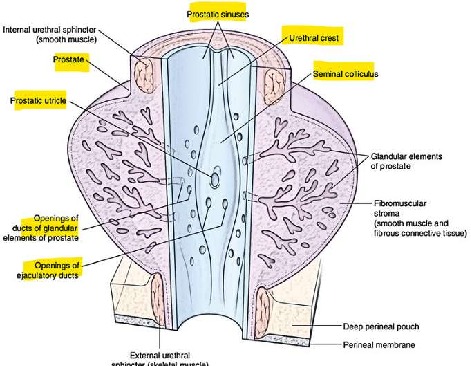 Prostatic sinuses
Internal urethral sphincter
(smooth muscle)
Urethral crest
Prostate
Seminal colliculus
Prostatic utricle
Glandular elements
of prostate
Fibromuscular
stroma
(smooth muscle and
fibrous connective tissue)
Openings of
ducts of glandular
elements of prostate
Openings of
ejaculatory ducts
Deep perineal pouch
Perineal membrane
External urethral
sphincter (skeletal muscle)